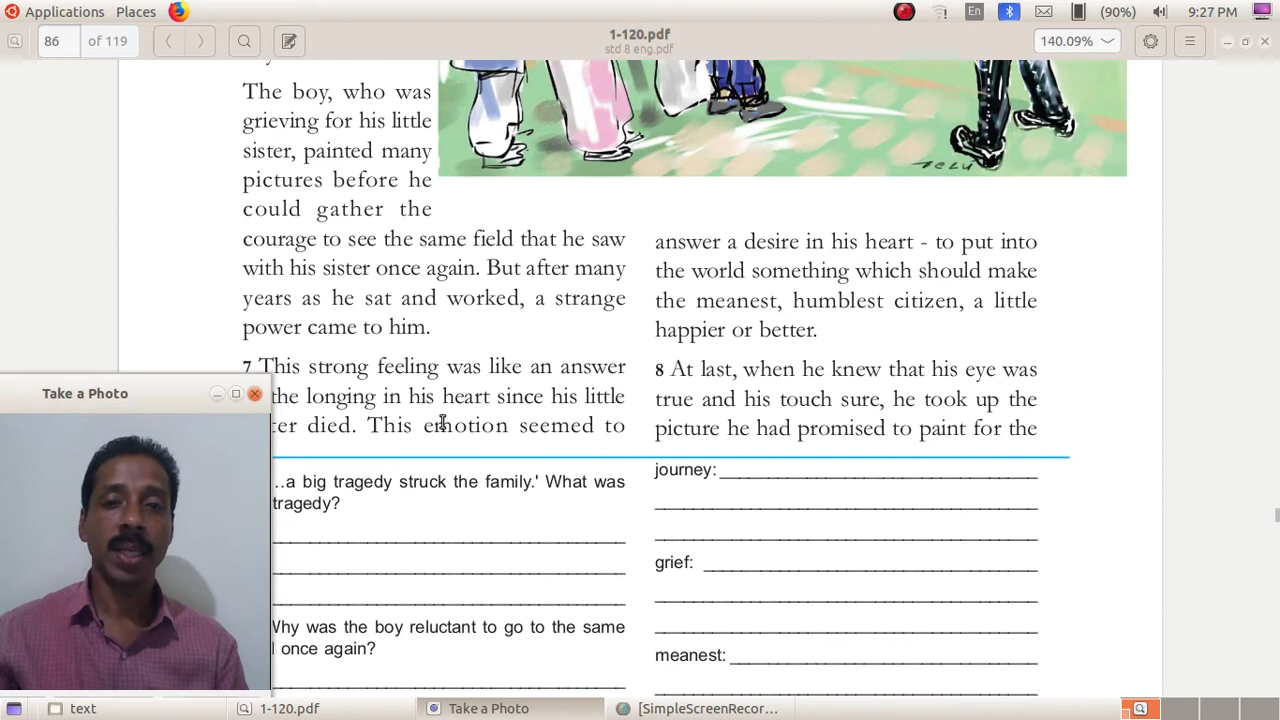 Applications Places En (90%) 9:27 PM
86 of 119
1-120.pdf
std 8 eng.pdf
140.09%
The boy, who was
grieving for his little
sister, painted many
pictures before he
could gather the
courage to see the same field that he saw
with his sister once again. But after many
years as he sat and worked, a strange
power came to him.
7 This strong feeling was like an answer
the longing in his heart since his little
ter died. This emotion seemed to
answer a desire in his heart - to put into
the world something which should make
the meanest, humblest citizen, a little
happier or better.
8 At last, when he knew that his eye was
true and his touch sure, he took up the
picture he had promised to paint for the
Take a Photo
..a big tragedy struck the family.' What was
tragedy?
Why was the boy reluctant to go to the same
once again?
journey:
grief:
meanest:
text 1-120.pdf Take a Photo [SimpleScreenRecor...